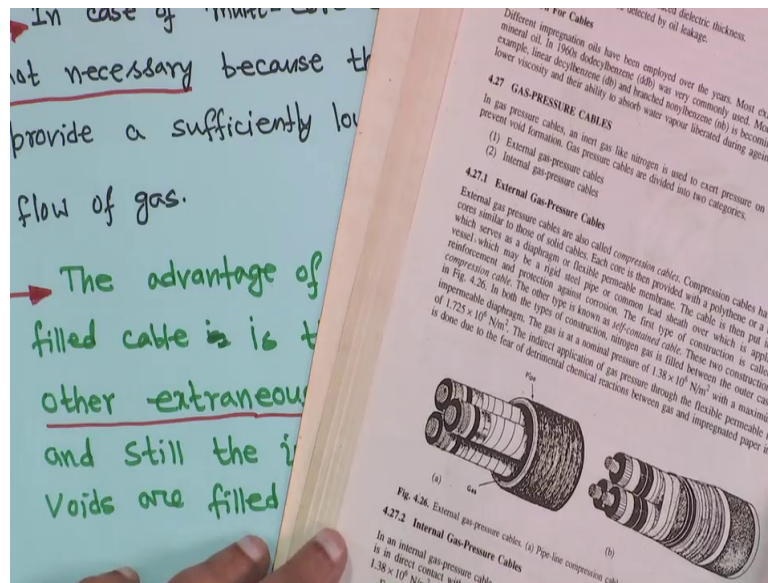 In case of multi-core
not necessary because th
provide a sufficiently lo
flow of gas.
The advantage of
filled cable is is t
other extraneou
and still the i
Voids are filled
dielectric thickness.
detected by oil leakage.
For Cables
Different impregnation oils have been employed over the years. Most
mineral oil. In 1960s dodecylbenzene (ddb) was very commonly used.
example, linear decylbenzene (db) and branched nonylbenzene (nb) is
lower viscosity and their ability to absorb water vapour liberated during
4.27 GAS-PRESSURE CABLES
In gas pressure cables, an inert gas like nitrogen is used to exert pressure on
prevent void formation. Gas pressure cables are divided into two categories.
(1) External gas-pressure cables
(2) Internal gas-pressure cables
4.27.1 External Gas-Pressure Cables
External gas pressure cables are also called compression cables. Compression cables ha
cores similar to those of solid cables. Each core is then provided with a polythene or a
which serves as a diaphragm or flexible permeable membrane. The cable is then put i
vessel which may be a rigid steel pipe or common lead sheath over which is appl
reinforcement and protection against corrosion. The first type of construction is calle
compression cable. The other type is known as self-contained cable. These two construction
in Fig. 4.26. In both the types of construction, nitrogen gas is filled between the outer cas
impermeable diaphragm. The gas is at a nominal pressure of 1.38 × 10⁶ N/m² with a maxim
of 1.725 × 10⁶ N/m². The indirect application of gas pressure through the flexible permeable
is done due to the fear of detrimental chemical reactions between gas and impregnated paper i
Pipe
(a)
Gas
(b)
Fig. 4.26. External gas-pressure cables. (a) Pipe-line compression cab
4.27.2 Internal Gas-Pressure Cables
In an internal gas-pressure cable
is in direct contact with
1.38 × 10⁶ N/m²